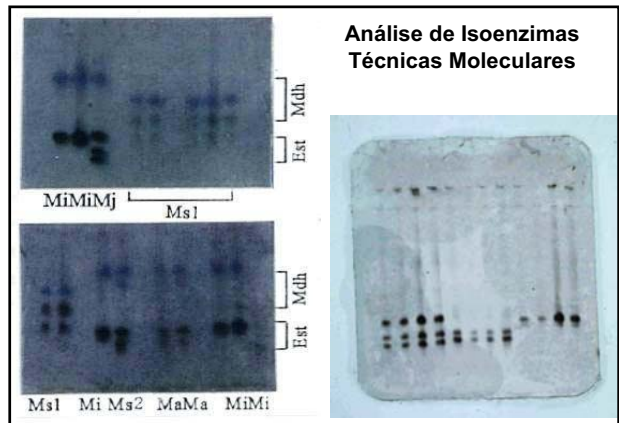 Análise de Isoenzimas
Técnicas Moleculares
Mdh
Est
MiMiMj
Ms1
Mdh
Est
Ms1 Mi Ms2 MaMa MiMi